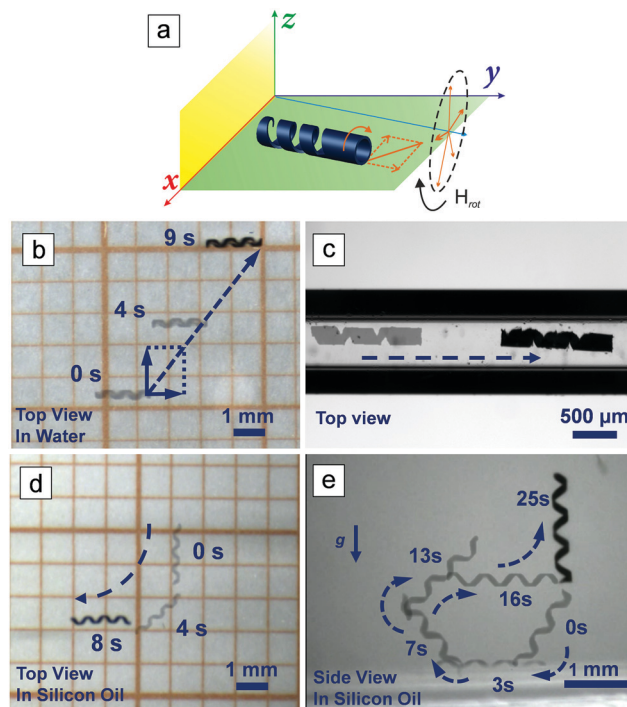 a
z
y
x
H_rot
b
9 s
4 s
0 s
Top View
In Water
1 mm
c
Top view
500 μm
d
0 s
4 s
8 s
Top View
In Silicon Oil
1 mm
e
25s
g
13s
16s
0s
7s
3s
Side View
In Silicon Oil
1 mm